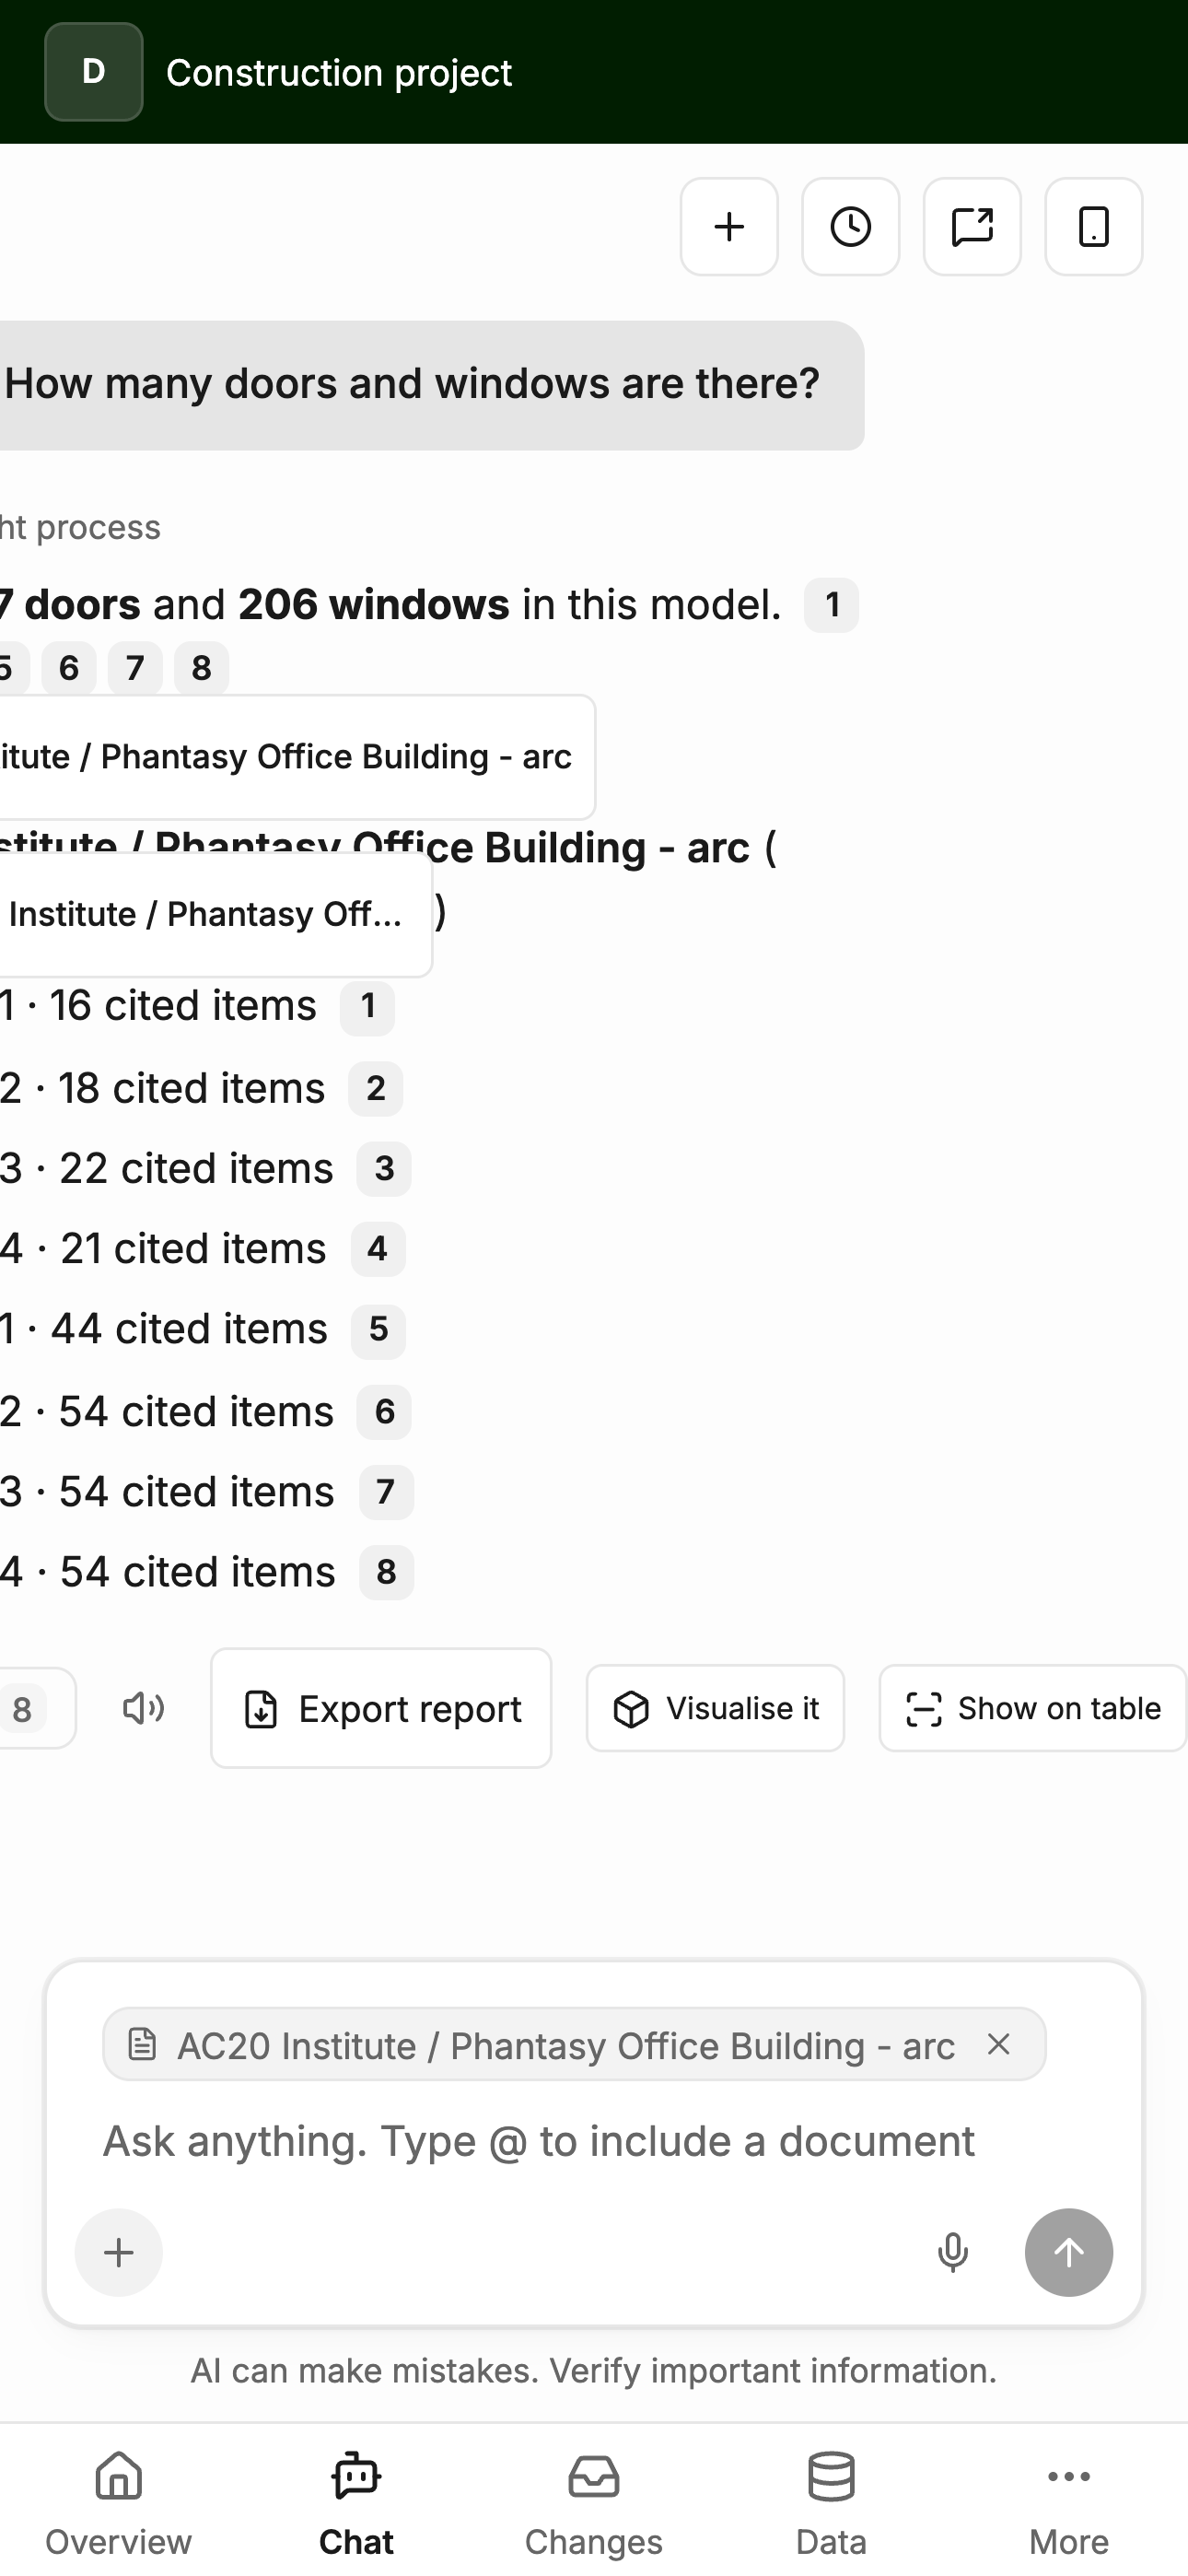 D
Construction project
How many doors and windows are there?
ht process
7 doors and 206 windows in this model. 1
5 6 7 8
itute / Phantasy Office Building - arc
stitute / Phantasy Office Building - arc (
Institute / Phantasy Off... )
1 · 16 cited items 1
2 · 18 cited items 2
3 · 22 cited items 3
4 · 21 cited items 4
1 · 44 cited items 5
2 · 54 cited items 6
3 · 54 cited items 7
4 · 54 cited items 8
8 Export report Visualise it Show on table
AC20 Institute / Phantasy Office Building - arc
Ask anything. Type @ to include a document
AI can make mistakes. Verify important information.
Overview Chat Changes Data More